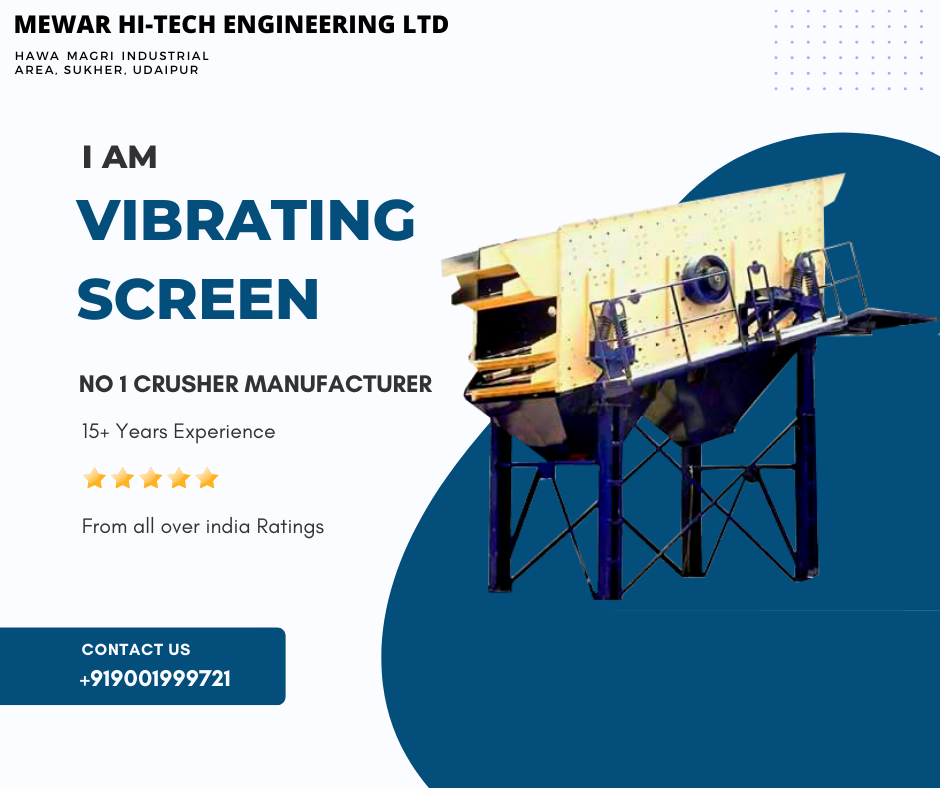 MEWAR HI-TECH ENGINEERING LTD
HAWA MAGRI INDUSTRIAL
AREA, SUKHER, UDAIPUR
I AM
VIBRATING
SCREEN
NO 1 CRUSHER MANUFACTURER
15+ Years Experience
From all over india Ratings
CONTACT US
+919001999721